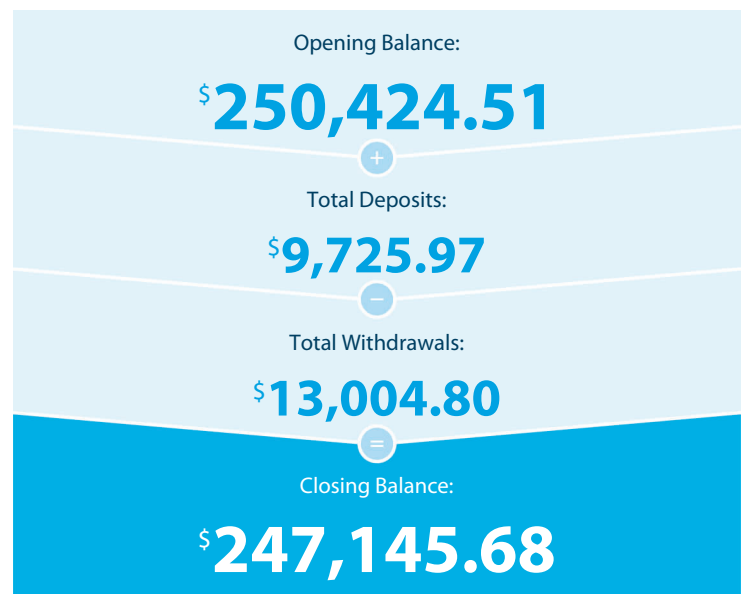 Opening Balance:
$250,424.51
+
Total Deposits:
$9,725.97
−
Total Withdrawals:
$13,004.80
=
Closing Balance:
$247,145.68